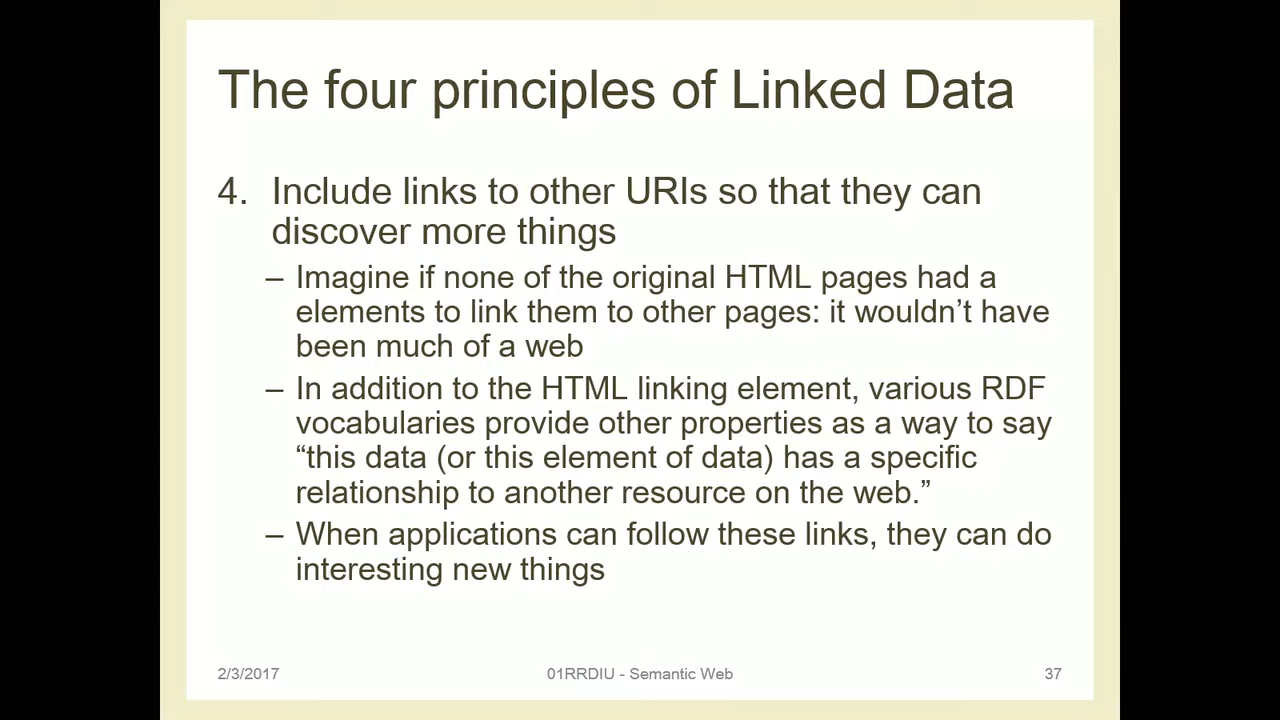 The four principles of Linked Data
4. Include links to other URIs so that they can
discover more things
– Imagine if none of the original HTML pages had a
elements to link them to other pages: it wouldn’t have
been much of a web
– In addition to the HTML linking element, various RDF
vocabularies provide other properties as a way to say
“this data (or this element of data) has a specific
relationship to another resource on the web.”
– When applications can follow these links, they can do
interesting new things
2/3/2017
01RRDIU - Semantic Web
37